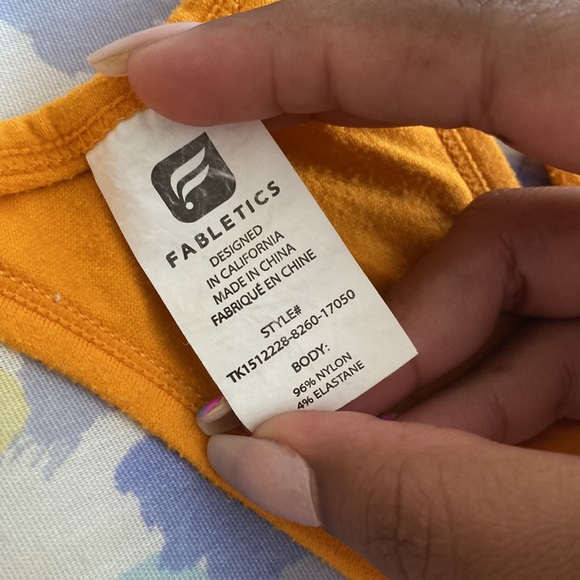 FABLETICS
DESIGNED
IN CALIFORNIA
MADE IN CHINA
FABRIQUÉ EN CHINE
STYLE#
TK1512228-8260-17050
BODY:
96% NYLON
4% ELASTANE